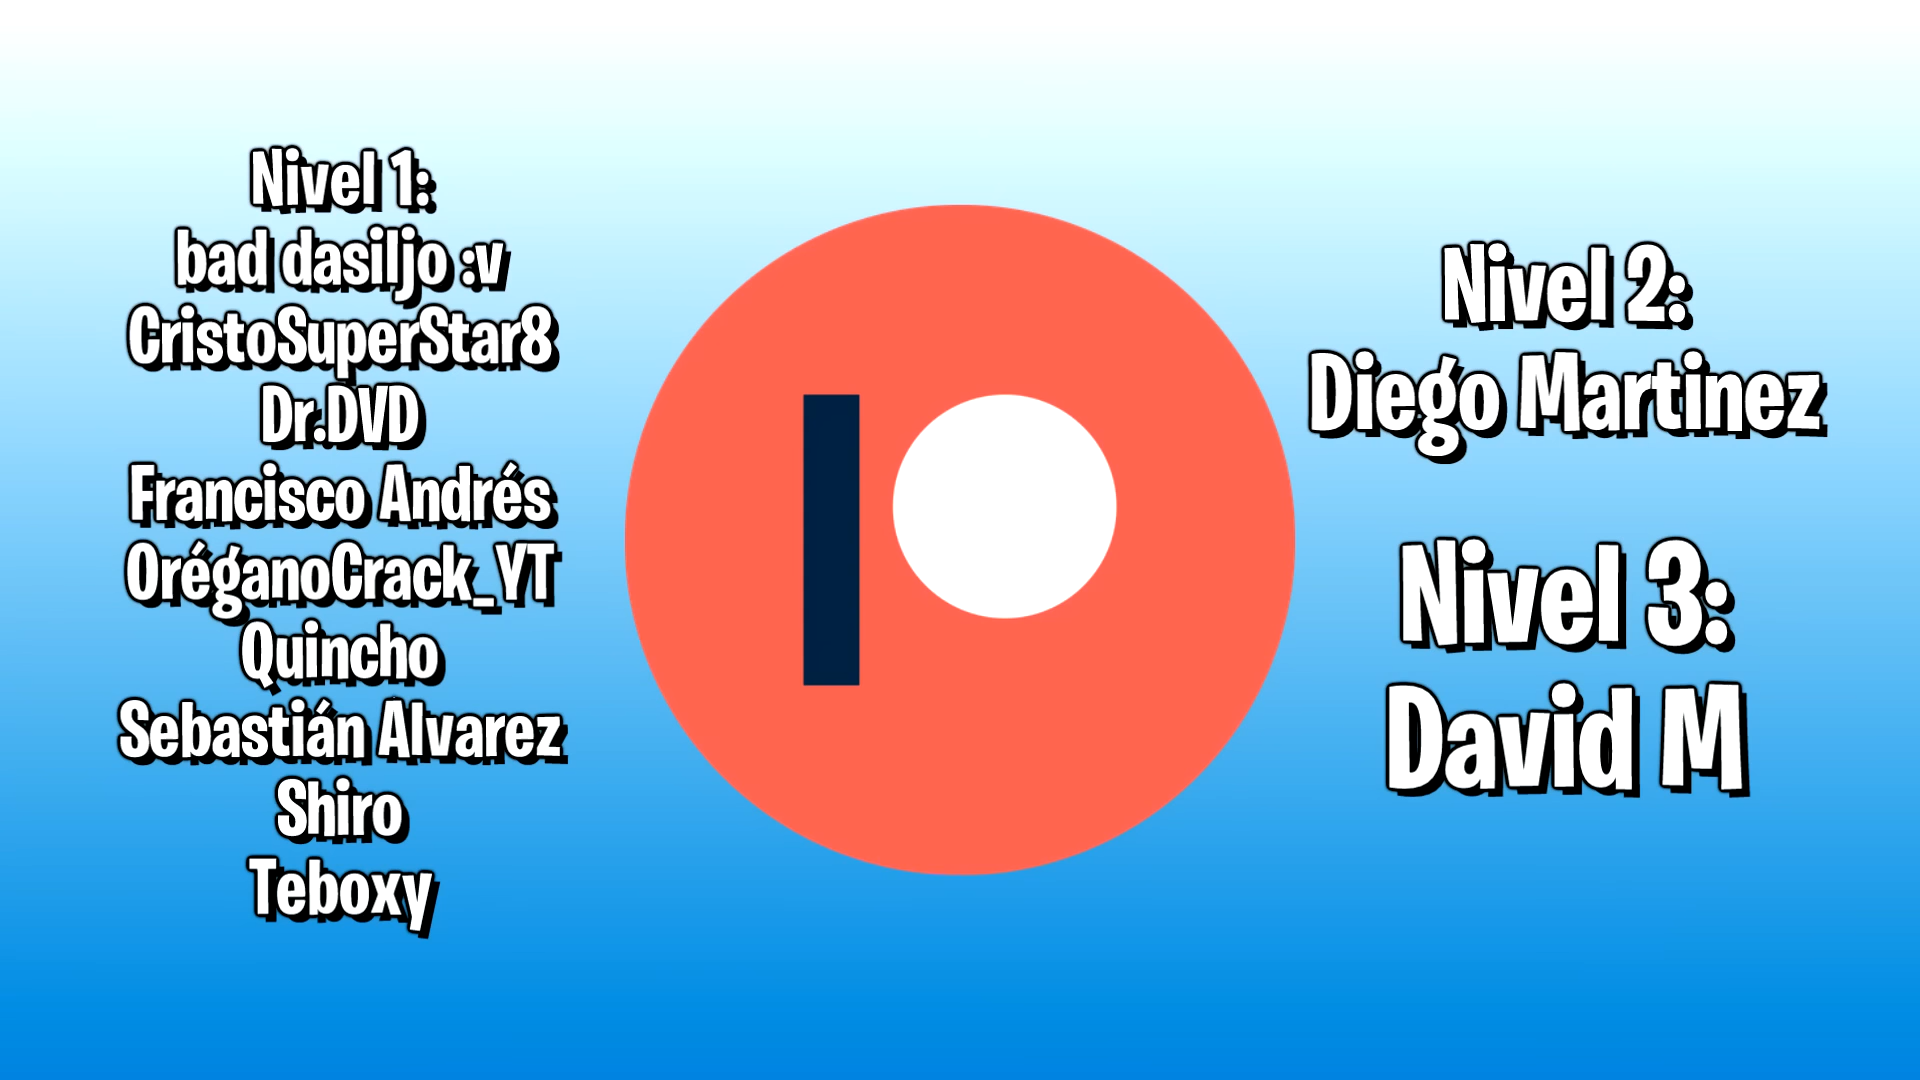 Nivel 1:
bad dasiljo :v
CristoSuperStar8
Dr.DVD
Francisco Andrés
OréganoCrack_YT
Quincho
Sebastián Alvarez
Shiro
Teboxy
Nivel 2:
Diego Martinez
Nivel 3:
David M